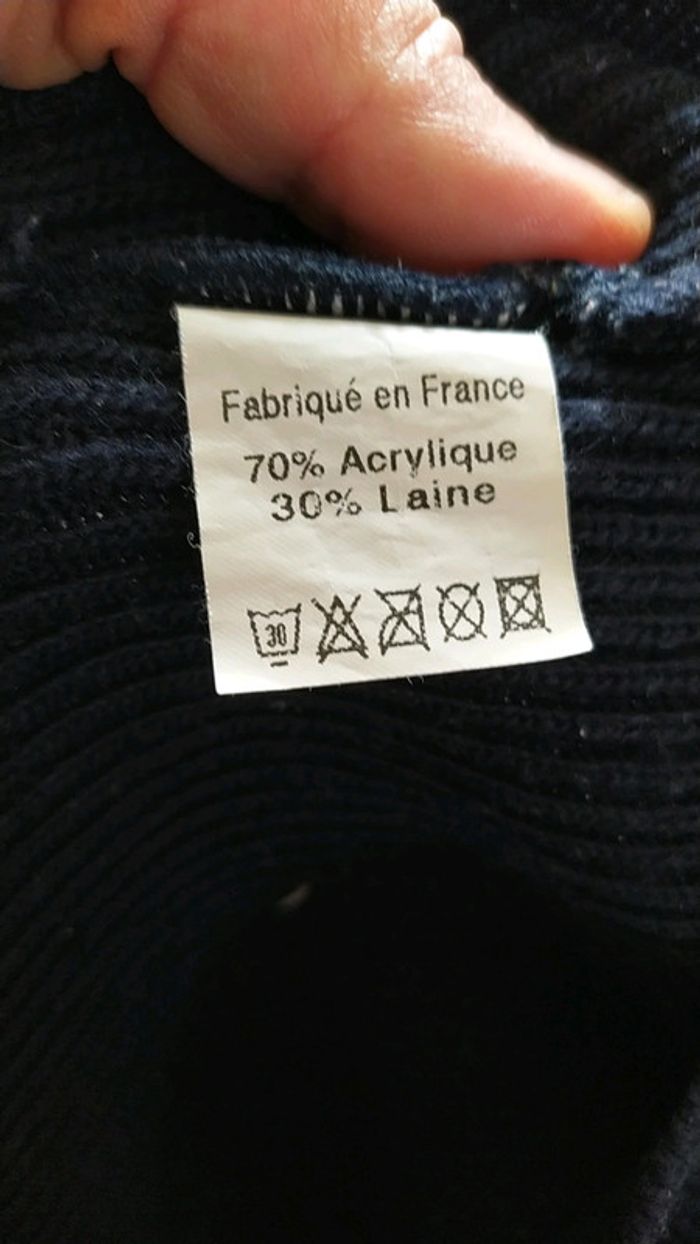 Fabriqué en France
70% Acrylique
30% Laine
30